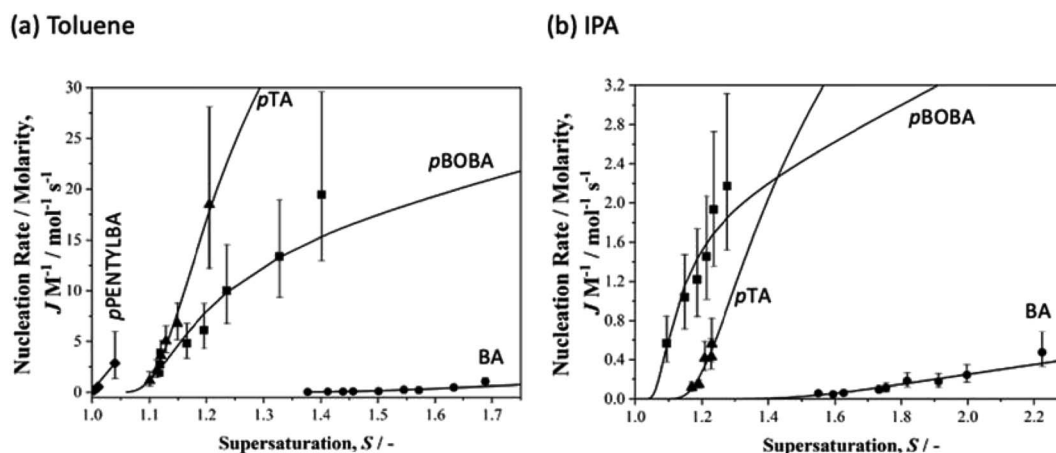 (a) Toluene
Nucleation Rate / Molarity,
J M⁻¹ / mol⁻¹ s⁻¹
30
25
20
15
10
5
0
pPENTYLBA
pTA
pBOBA
BA
1.0 1.1 1.2 1.3 1.4 1.5 1.6 1.7
Supersaturation, S / -
(b) IPA
Nucleation Rate / Molarity,
J M⁻¹ / mol⁻¹ s⁻¹
3.2
2.8
2.4
2.0
1.6
1.2
0.8
0.4
0.0
pBOBA
pTA
BA
1.0 1.2 1.4 1.6 1.8 2.0 2.2
Supersaturation, S / -